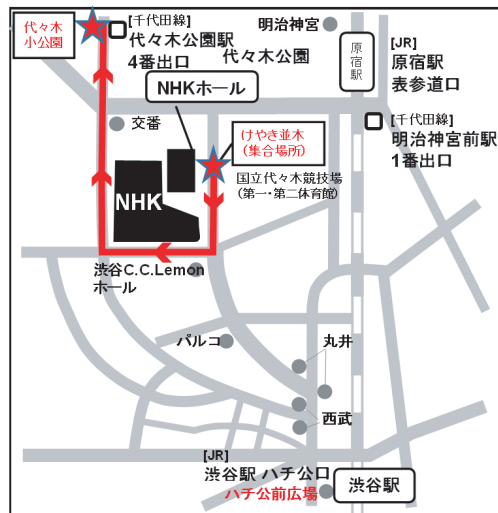 代々木
小公園
[千代田線]
代々木公園駅
4番出口
代々木公園
明治神宮
原宿駅
[JR]
原宿駅
表参道口
NHKホール
[千代田線]
明治神宮前駅
1番出口
交番
けやき並木
(集合場所)
国立代々木競技場
(第一・第二体育館)
NHK
渋谷C.C.Lemon
ホール
パルコ
丸井
西武
[JR]
渋谷駅 ハチ公口
ハチ公前広場
渋谷駅